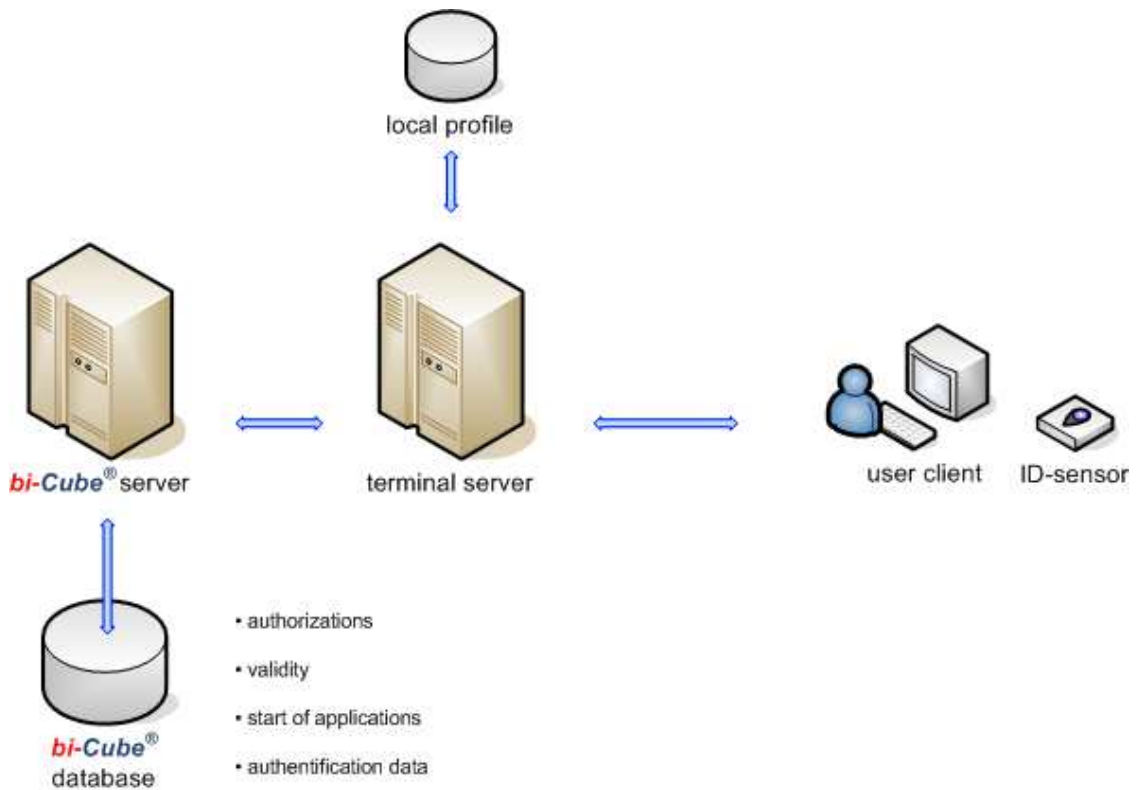 local profile
bi-Cube® server
terminal server
user client
ID-sensor
• authorizations
• validity
• start of applications
• authentification data
bi-Cube®
database